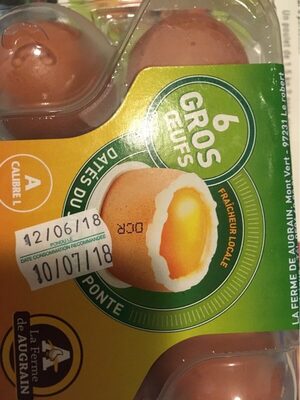 6
GROS
ŒUFS
FRAÎCHEUR LOCALE
DATES DU
PONTE
DCR
A
CALIBRE L
12/06/18
PONDU LE
DATE CONSOMMATION RECOMMANDÉE
10/07/18
La Ferme
de AUGRAIN
LA FERME DE AUGRAIN, Mont Vert - 97231 Le robert